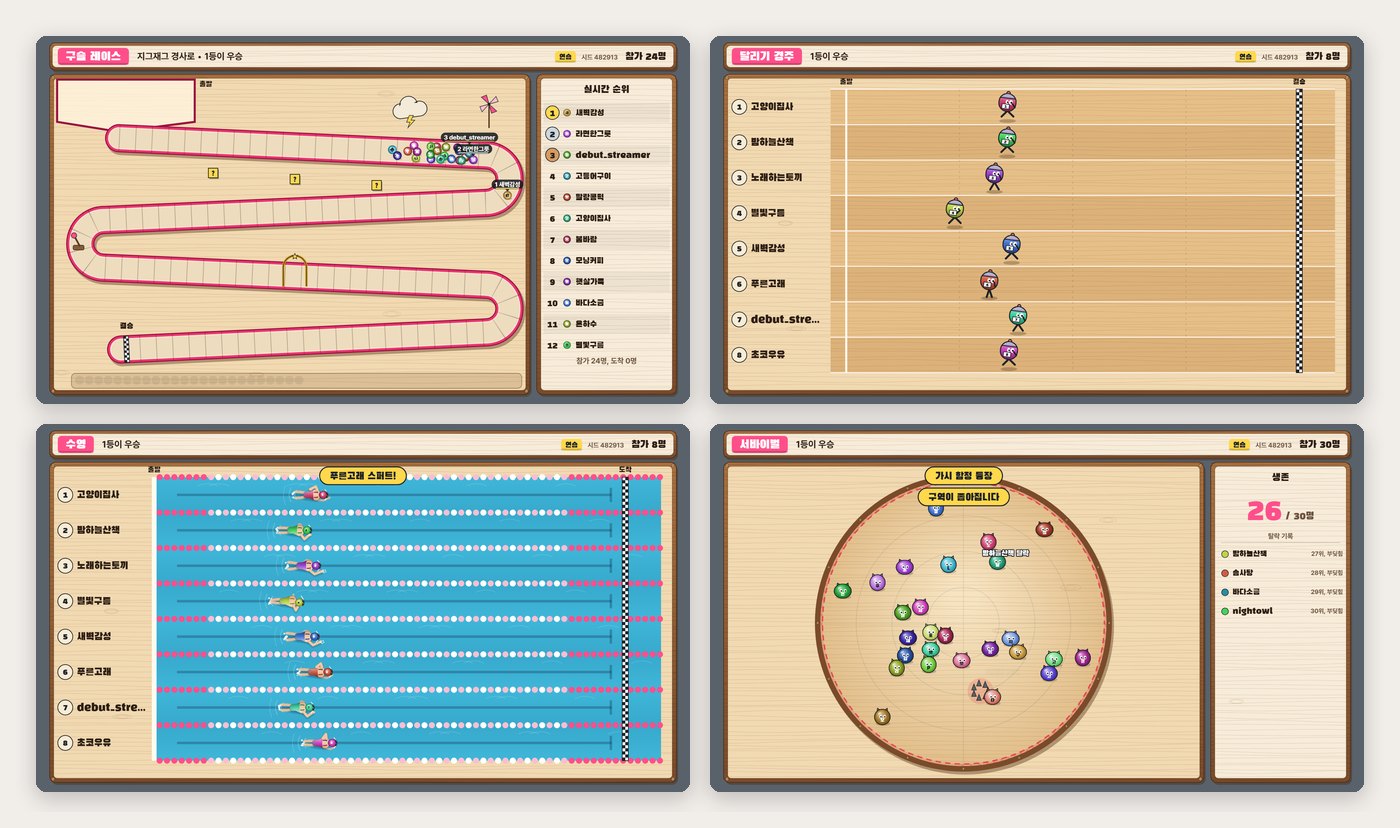 구슬 레이스 지그재그 경사로 • 1등이 우승 연습 시드 482913 참가 24명
출발
3 debut_streamer
2 라면한그릇
1 새벽감성
?
?
?
결승
실시간 순위
1 새벽감성
2 라면한그릇
3 debut_streamer
4 고등어구이
5 말랑콩떡
6 고양이집사
7 봄바람
8 모닝커피
9 햇살가득
10 바다소금
11 은하수
12 별빛구름
참가 24명, 도착 0명
달리기 경주 1등이 우승 연습 시드 482913 참가 8명
출발 결승
1 고양이집사
2 밤하늘산책
3 노래하는토끼
4 별빛구름
5 새벽감성
6 푸른고래
7 debut_stre...
8 초코우유
수영 1등이 우승 연습 시드 482913 참가 8명
출발 도착
푸른고래 스퍼트!
1 고양이집사
2 밤하늘산책
3 노래하는토끼
4 별빛구름
5 새벽감성
6 푸른고래
7 debut_stre...
8 초코우유
서바이벌 1등이 우승 연습 시드 482913 참가 30명
가시 함정 등장
구역이 좁아집니다
밤하늘산책 탈락
생존
26 / 30명
탈락 기록
밤하늘산책 27위, 부딪힘
솜사탕 28위, 부딪힘
바다소금 29위, 부딪힘
nightowl 30위, 부딪힘